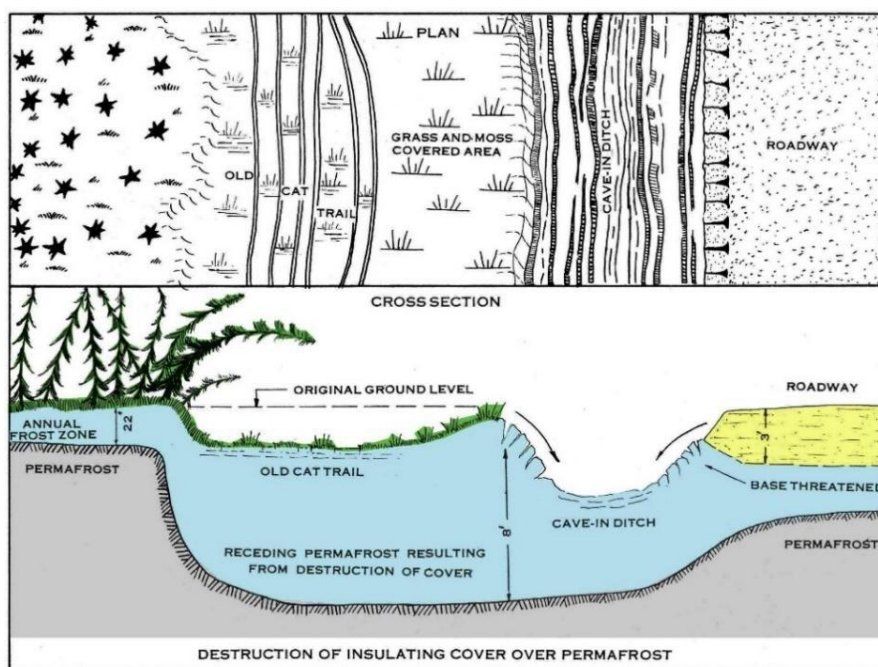 PLAN
GRASS AND MOSS
COVERED AREA
OLD
CAT
TRAIL
CAVE-IN DITCH
ROADWAY
CROSS SECTION
ORIGINAL GROUND LEVEL
ROADWAY
ANNUAL
FROST ZONE
22
3'
PERMAFROST
OLD CAT TRAIL
BASE THREATENED
8'
CAVE-IN DITCH
RECEDING PERMAFROST RESULTING
FROM DESTRUCTION OF COVER
PERMAFROST
DESTRUCTION OF INSULATING COVER OVER PERMAFROST